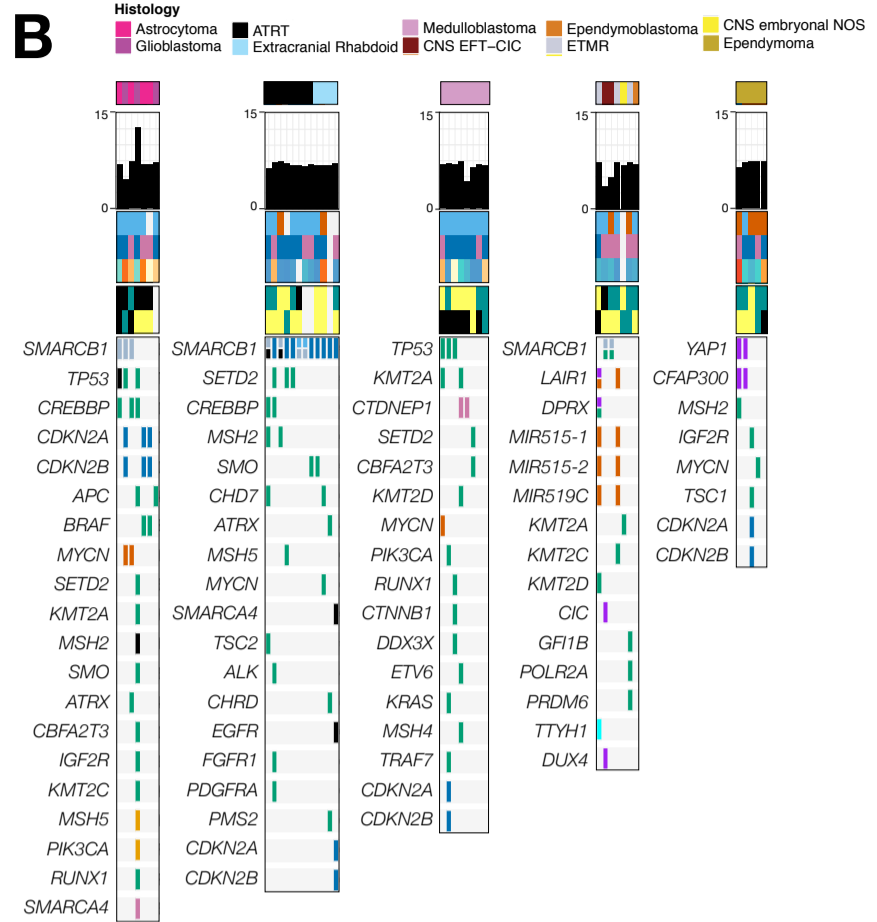 B
Histology
Astrocytoma
Glioblastoma
ATRT
Extracranial Rhabdoid
Medulloblastoma
CNS EFT−CIC
Ependymoblastoma
ETMR
CNS embryonal NOS
Ependymoma
15
0
SMARCB1
TP53
CREBBP
CDKN2A
CDKN2B
APC
BRAF
MYCN
SETD2
KMT2A
MSH2
SMO
ATRX
CBFA2T3
IGF2R
KMT2C
MSH5
PIK3CA
RUNX1
SMARCA4
15
0
SMARCB1
SETD2
CREBBP
MSH2
SMO
CHD7
ATRX
MSH5
MYCN
SMARCA4
TSC2
ALK
CHRD
EGFR
FGFR1
PDGFRA
PMS2
CDKN2A
CDKN2B
15
0
TP53
KMT2A
CTDNEP1
SETD2
CBFA2T3
KMT2D
MYCN
PIK3CA
RUNX1
CTNNB1
DDX3X
ETV6
KRAS
MSH4
TRAF7
CDKN2A
CDKN2B
15
0
SMARCB1
LAIR1
DPRX
MIR515-1
MIR515-2
MIR519C
KMT2A
KMT2C
KMT2D
CIC
GFI1B
POLR2A
PRDM6
TTYH1
DUX4
15
0
YAP1
CFAP300
MSH2
IGF2R
MYCN
TSC1
CDKN2A
CDKN2B